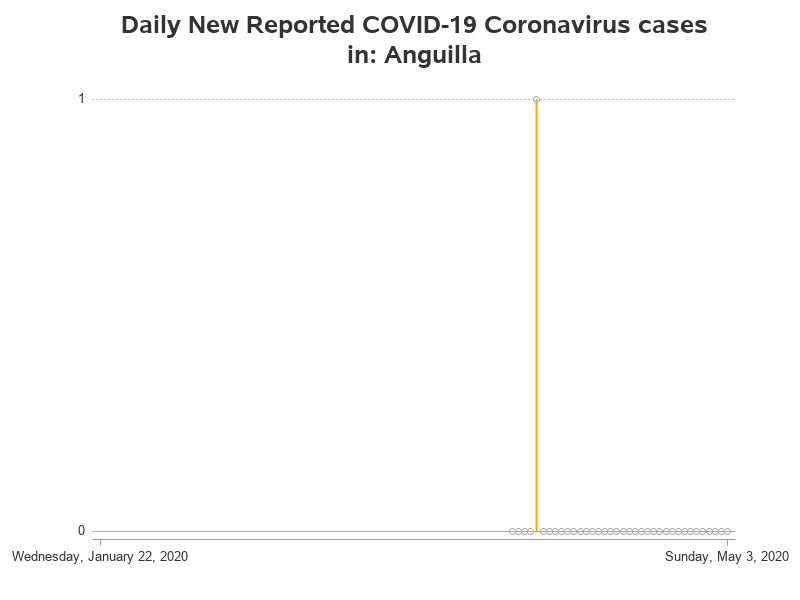 Daily New Reported COVID-19 Coronavirus cases
in: Anguilla
1
0
Wednesday, January 22, 2020
Sunday, May 3, 2020